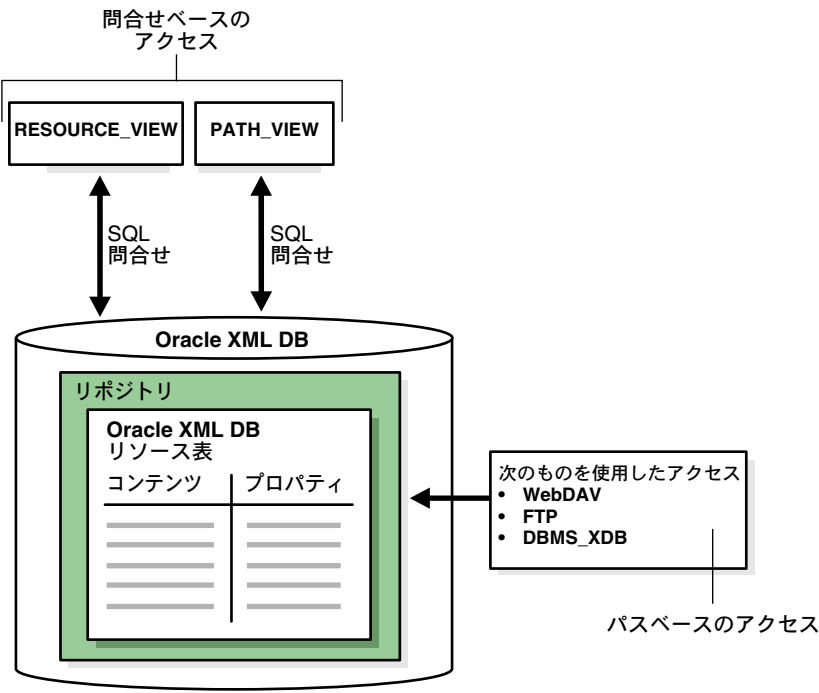 問合せベースの
アクセス
RESOURCE_VIEW
PATH_VIEW
SQL
問合せ
SQL
問合せ
Oracle XML DB
リポジトリ
Oracle XML DB
リソース表
コンテンツ
プロパティ
次のものを使用したアクセス
• WebDAV
• FTP
• DBMS_XDB
パスベースのアクセス